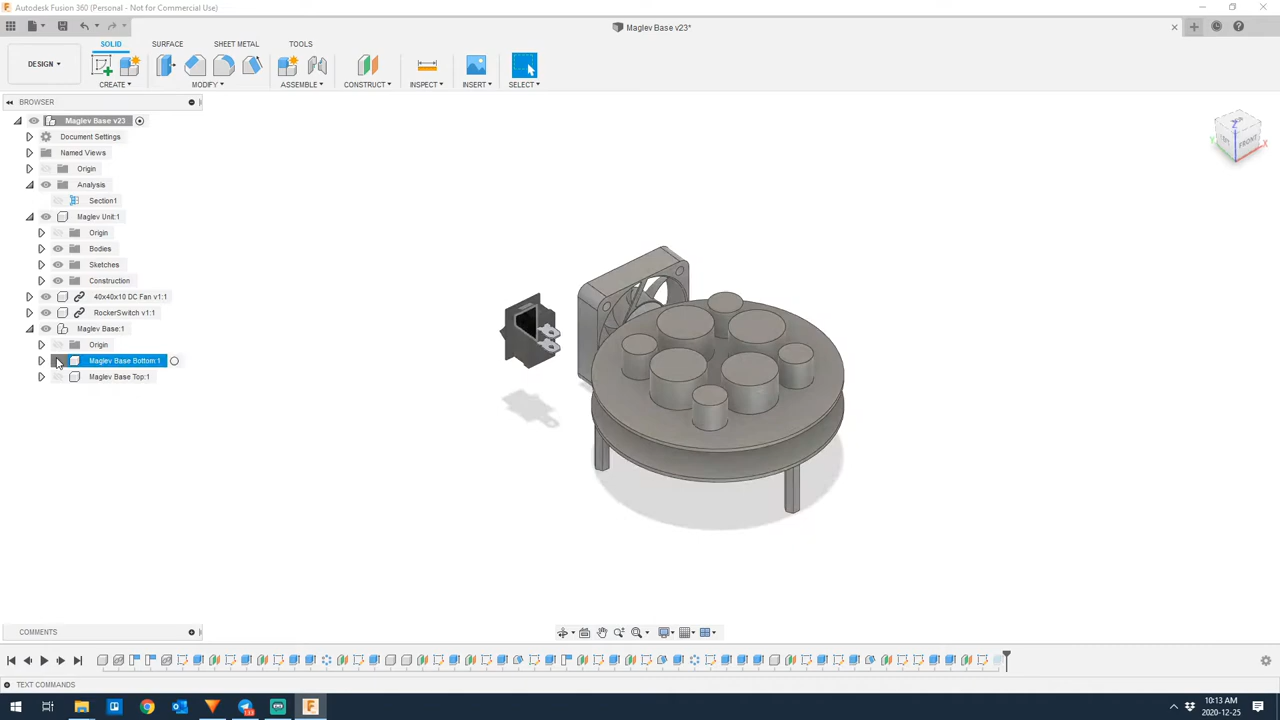 Autodesk Fusion 360 (Personal - Not for Commercial Use)
Maglev Base v23*
DESIGN
SOLID
SURFACE
SHEET METAL
TOOLS
CREATE
MODIFY
ASSEMBLE
CONSTRUCT
INSPECT
INSERT
SELECT
BROWSER
Maglev Base v23
Document Settings
Named Views
Origin
Analysis
Section1
Maglev Unit:1
Origin
Bodies
Sketches
Construction
40x40x10 DC Fan v1:1
RockerSwitch v1:1
Maglev Base:1
Origin
Maglev Base Bottom:1
Maglev Base Top:1
Z
FRONT
X
Y
COMMENTS
TEXT COMMANDS
10:13 AM
2020-12-25